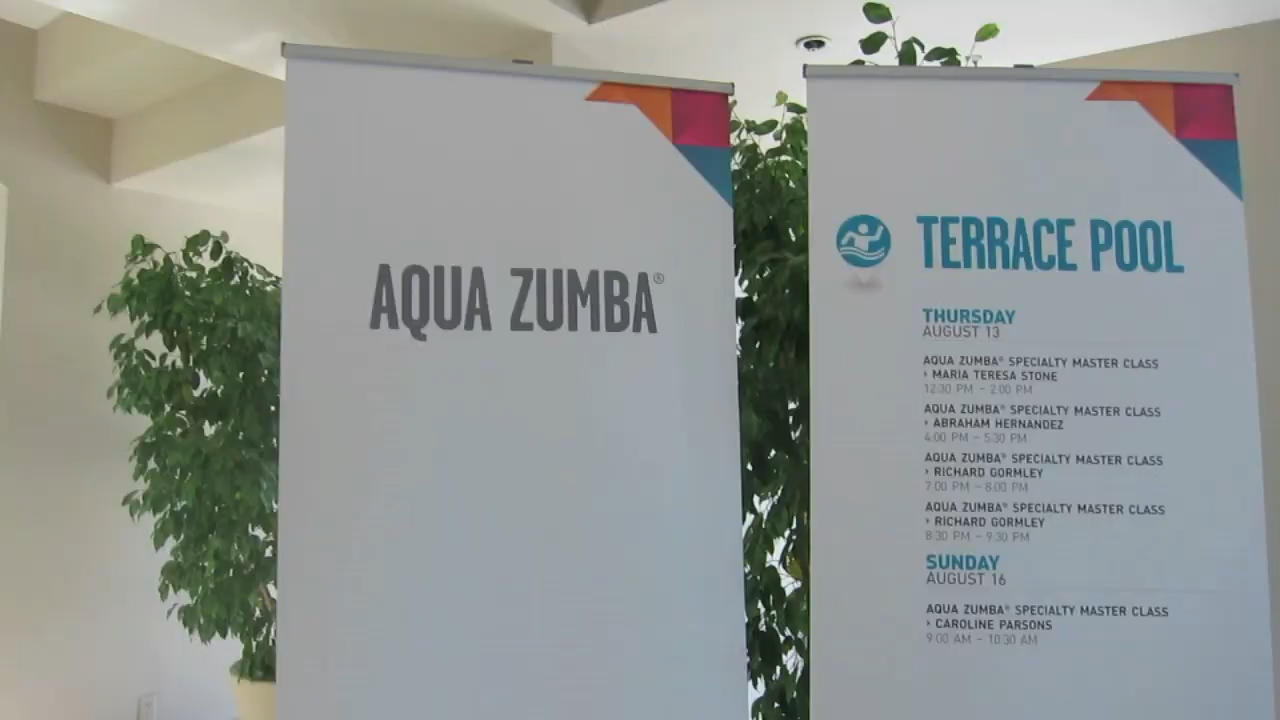 AQUA ZUMBA®
TERRACE POOL
THURSDAY
AUGUST 13
AQUA ZUMBA® SPECIALTY MASTER CLASS
› MARIA TERESA STONE
12:30 PM – 2:00 PM
AQUA ZUMBA® SPECIALTY MASTER CLASS
› ABRAHAM HERNANDEZ
4:00 PM – 5:30 PM
AQUA ZUMBA® SPECIALTY MASTER CLASS
› RICHARD GORMLEY
7:00 PM – 8:00 PM
AQUA ZUMBA® SPECIALTY MASTER CLASS
› RICHARD GORMLEY
8:30 PM – 9:30 PM
SUNDAY
AUGUST 16
AQUA ZUMBA® SPECIALTY MASTER CLASS
› CAROLINE PARSONS
9:00 AM – 10:30 AM